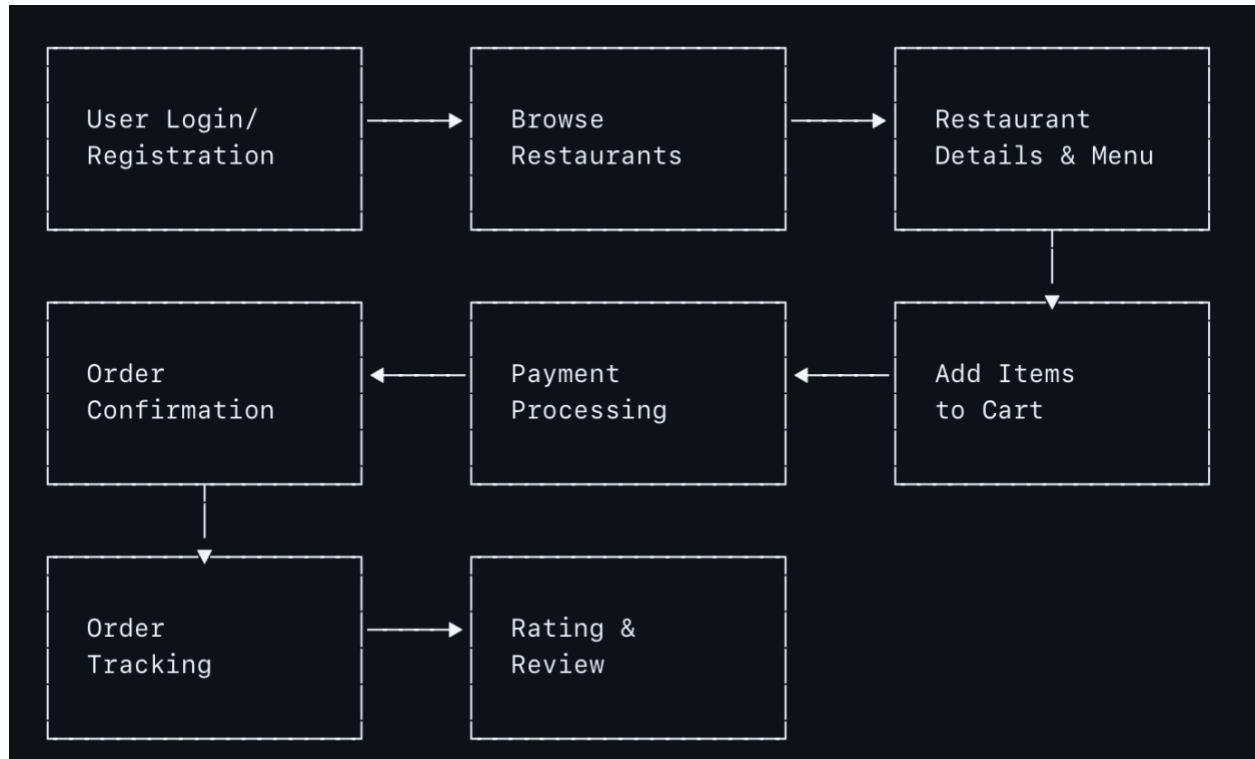 User Login/
Registration
Browse
Restaurants
Restaurant
Details & Menu
Order
Confirmation
Payment
Processing
Add Items
to Cart
Order
Tracking
Rating &
Review